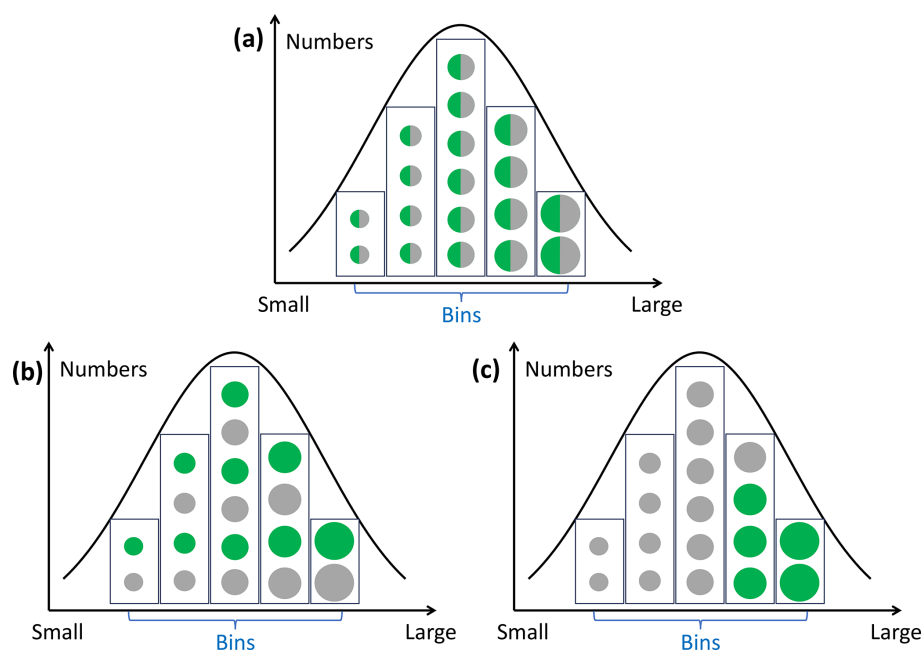 (a)
Numbers
Small
Large
Bins
(b)
Numbers
Small
Large
Bins
(c)
Numbers
Small
Large
Bins